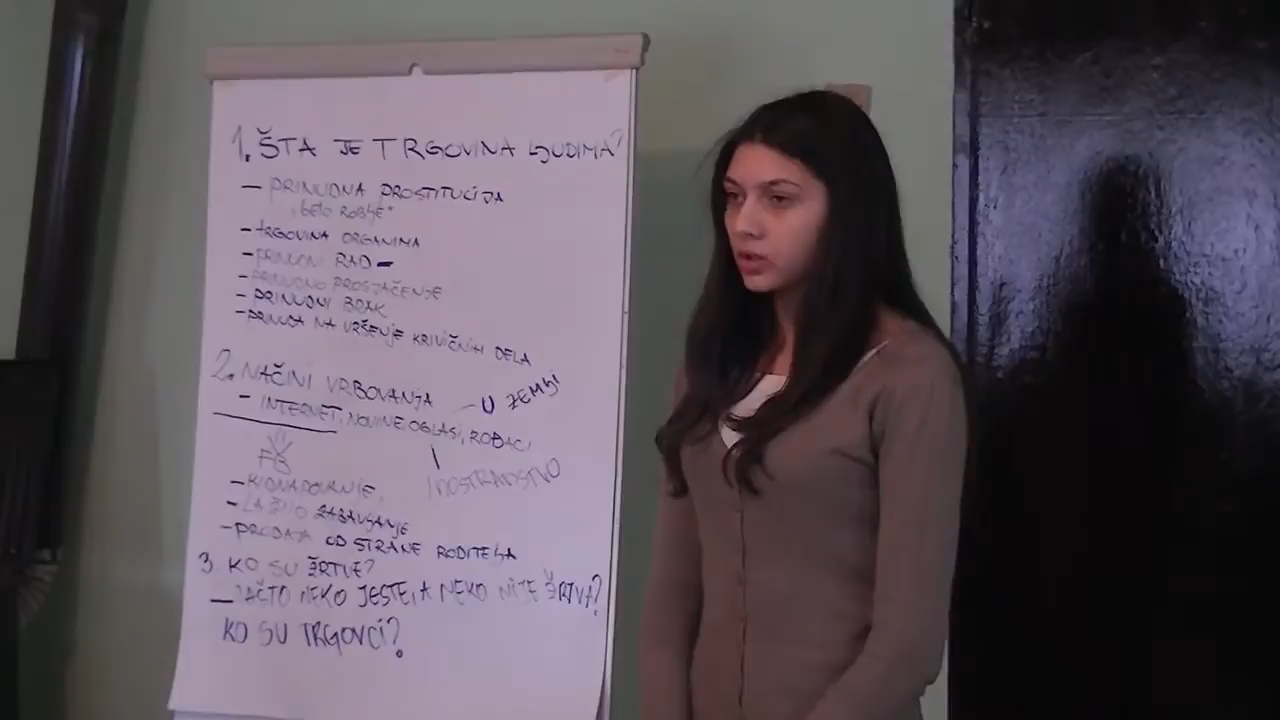 1. ŠTA JE TRGOVINA LJUDIMA?
— PRINUDNA PROSTITUCIJA
"BELO ROBLJE"
- TRGOVINA ORGANIMA
- PRINUDNI RAD -
- PRINUDNO PROSJAČENJE
- PRINUDNI BRAK
- PRINUDA NA VRŠENJE KRIVIČNIH DELA
2. NAČINI VRBOVANJA
- U ZEMLJI
- INTERNET, NOVINE, OGLASI, ROĐACI
FB
INOSTRANSTVO
- KIDNAPOVANJE,
- LAŽNO ZABAVLJANJE
- PRODAJA OD STRANE RODITELJA
3. KO SU ŽRTVE?
— ZAŠTO NEKO JESTE, A NEKO NIJE ŽRTVA?
KO SU TRGOVCI?